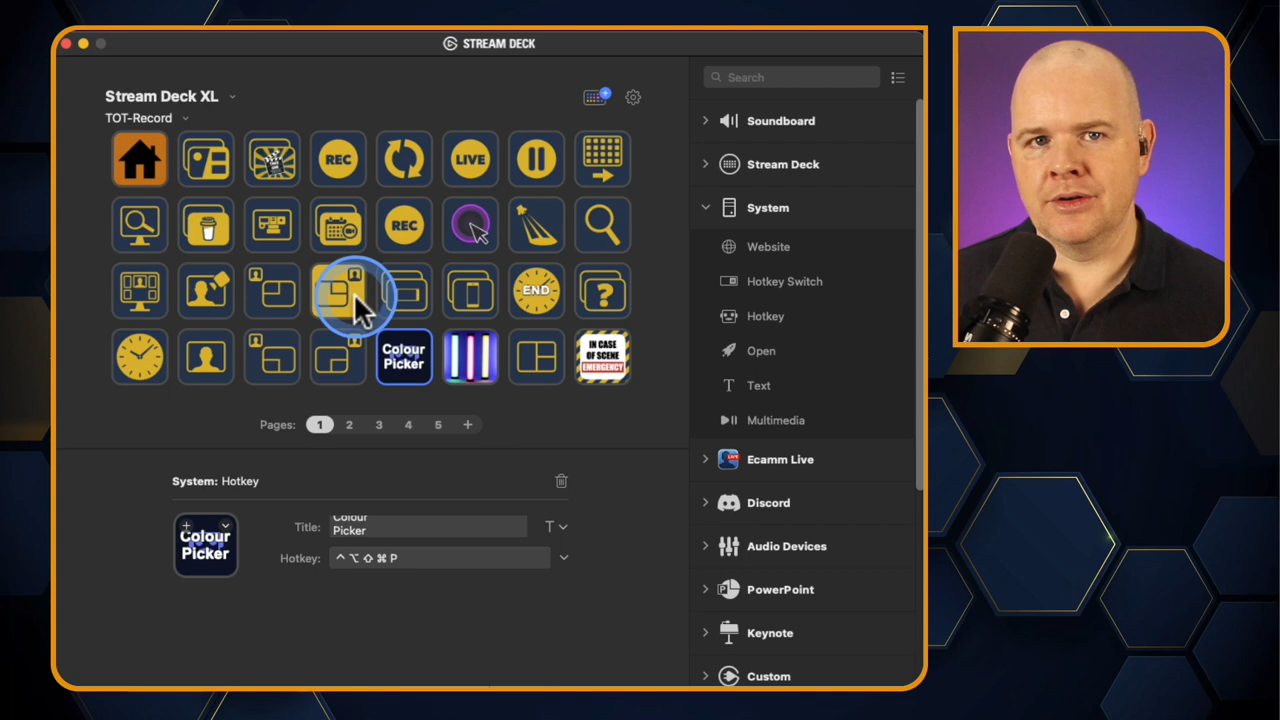 STREAM DECK
Stream Deck XL
TOT-Record
REC
LIVE
REC
END
?
Colour
Picker
IN CASE
OF SCENE
EMERGENCY
Pages: 1 2 3 4 5 +
System: Hotkey
Colour
Picker
Title: Colour
Picker
T
Hotkey: ^ ⌥ ⇧ ⌘ P
Search
Soundboard
Stream Deck
System
Website
Hotkey Switch
Hotkey
Open
T Text
Multimedia
LIVE
Ecamm Live
Discord
Audio Devices
P
PowerPoint
Keynote
Custom